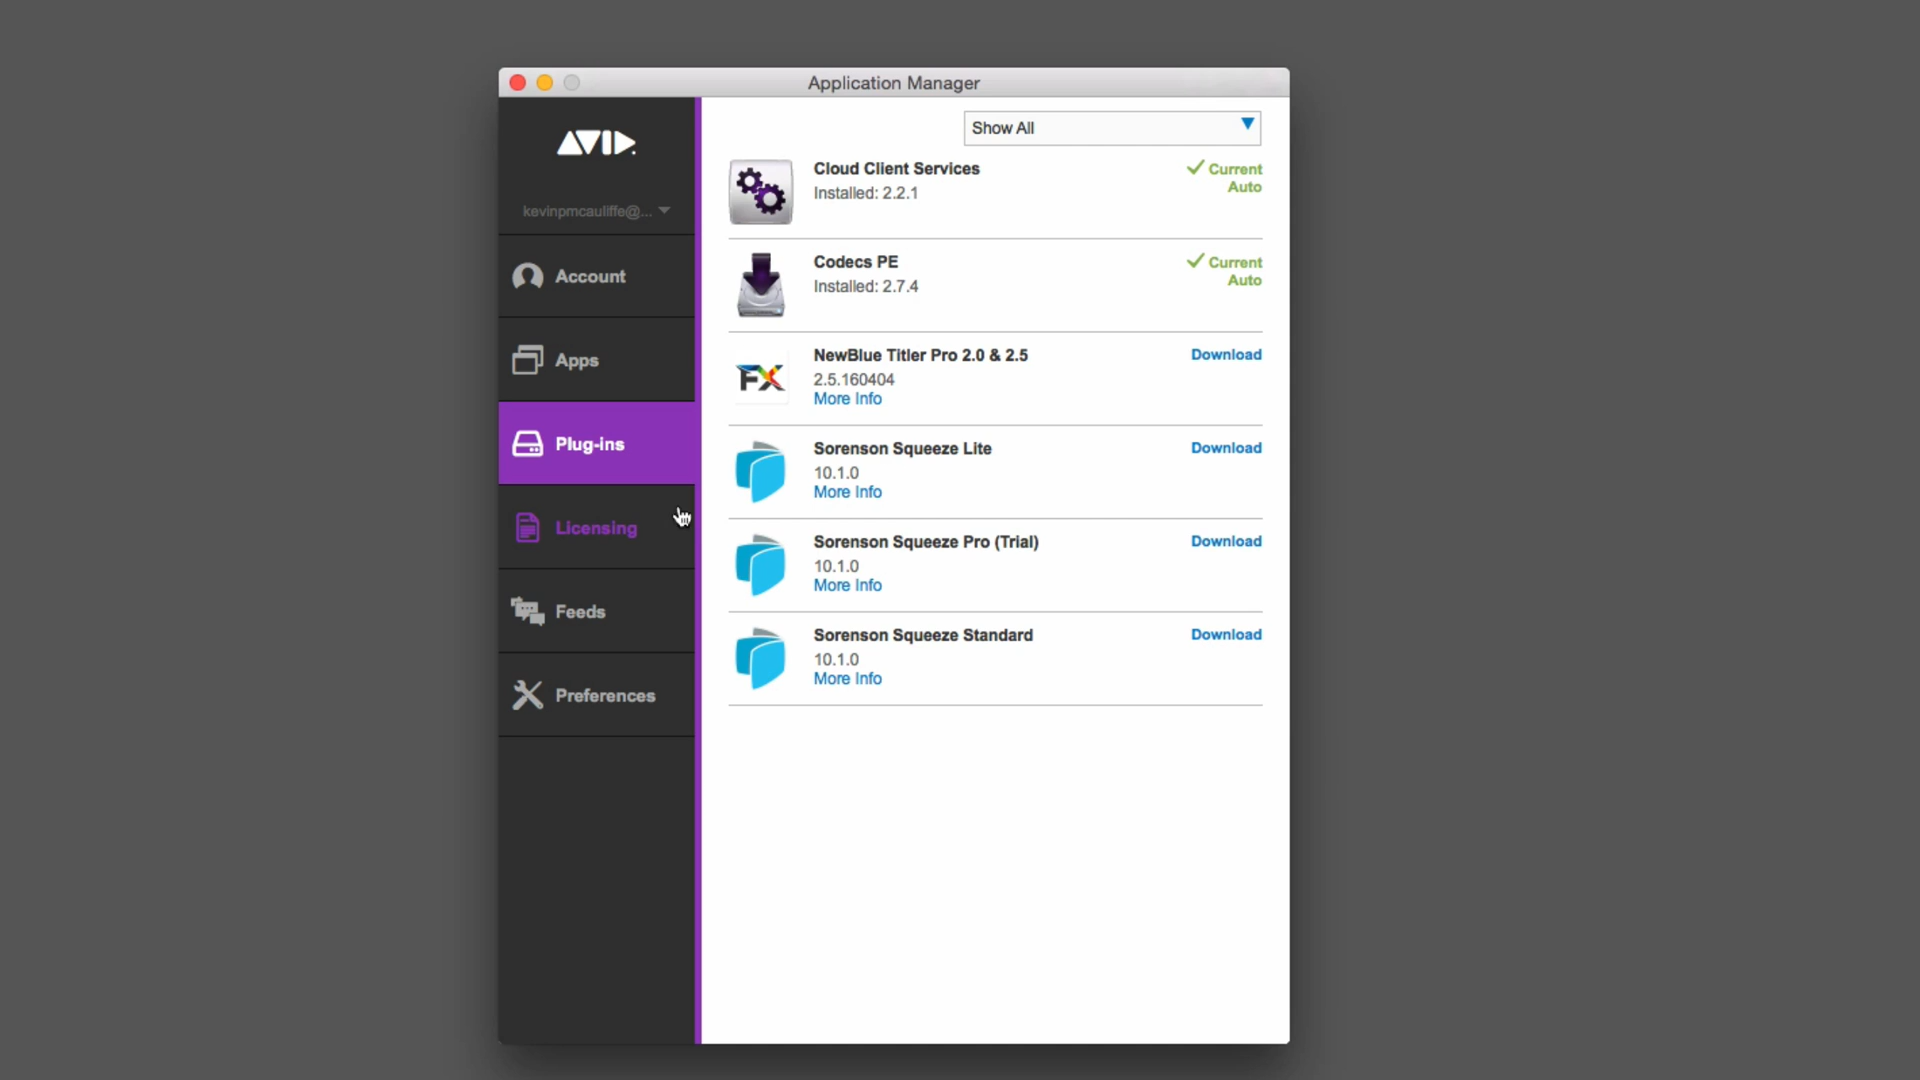 Application Manager
AVID
kevinpmcauliffe@...
Account
Apps
Plug-ins
Licensing
Feeds
Preferences
Show All
Cloud Client Services
Installed: 2.2.1
Current
Auto
Codecs PE
Installed: 2.7.4
Current
Auto
FX
NewBlue Titler Pro 2.0 & 2.5
2.5.160404
More Info
Download
Sorenson Squeeze Lite
10.1.0
More Info
Download
Sorenson Squeeze Pro (Trial)
10.1.0
More Info
Download
Sorenson Squeeze Standard
10.1.0
More Info
Download